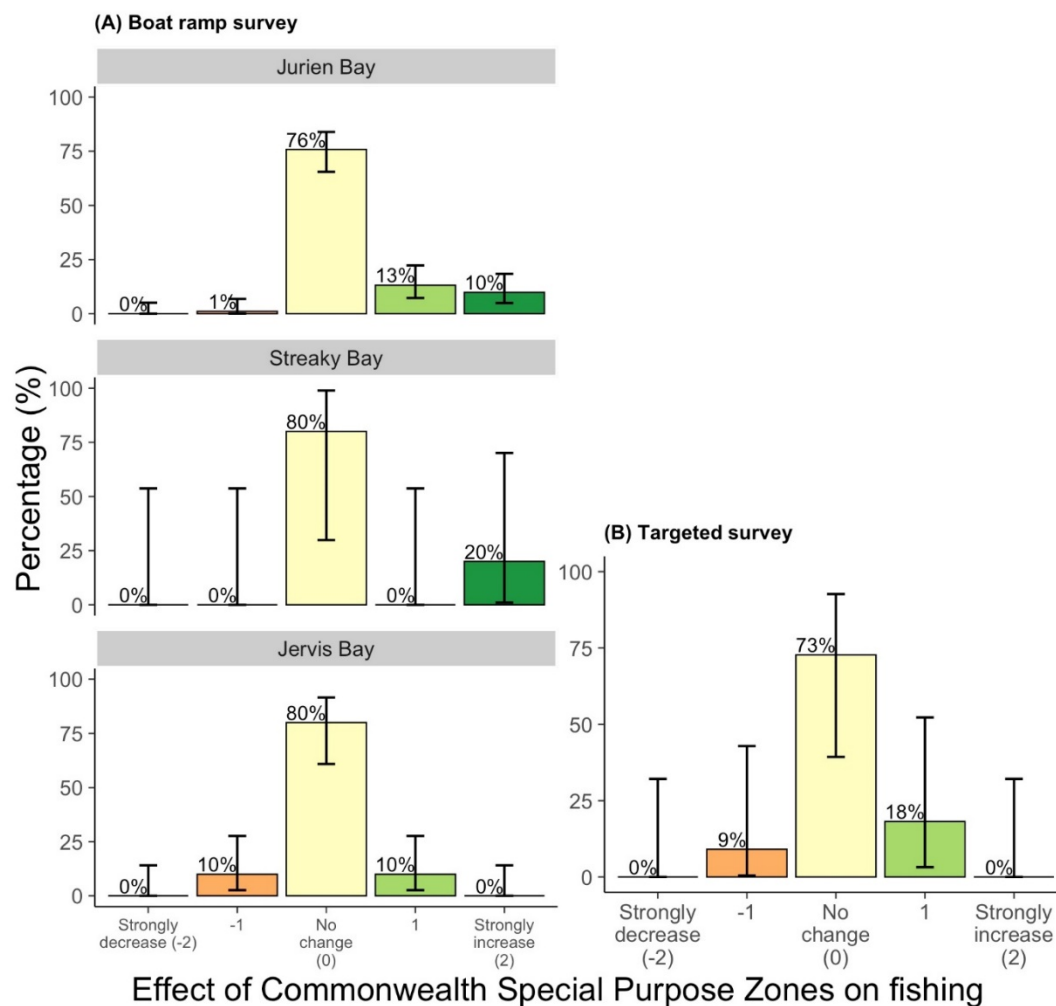 (A) Boat ramp survey
Jurien Bay
100
75
50
25
0
0%
1%
76%
13%
10%
Streaky Bay
100
75
50
25
0
0%
0%
80%
0%
20%
Jervis Bay
100
75
50
25
0
0%
10%
80%
10%
0%
Strongly
decrease (-2)
-1
No
change
(0)
1
Strongly
increase
(2)
Percentage (%)
(B) Targeted survey
100
75
50
25
0
0%
9%
73%
18%
0%
Strongly
decrease
(-2)
-1
No
change
(0)
1
Strongly
increase
(2)
Effect of Commonwealth Special Purpose Zones on fishing